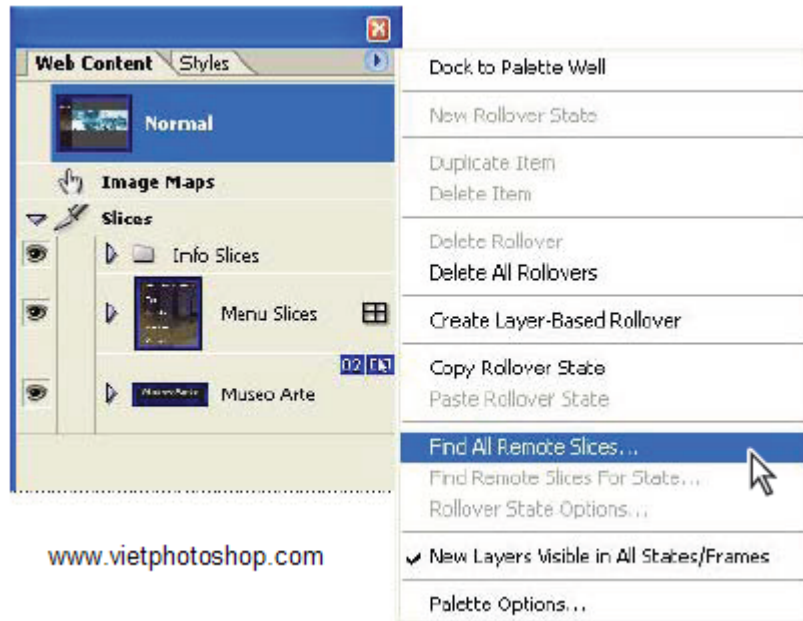 Web Content
Styles
Normal
Image Maps
Slices
Info Slices
Menu Slices
02
Museo Arte
Museo Arte
www.vietphotoshop.com
Dock to Palette Well
New Rollover State
Duplicate Item
Delete Item
Delete Rollover
Delete All Rollovers
Create Layer-Based Rollover
Copy Rollover State
Paste Rollover State
Find All Remote Slices...
Find Remote Slices For State...
Rollover State Options...
New Layers Visible in All States/Frames
Palette Options...